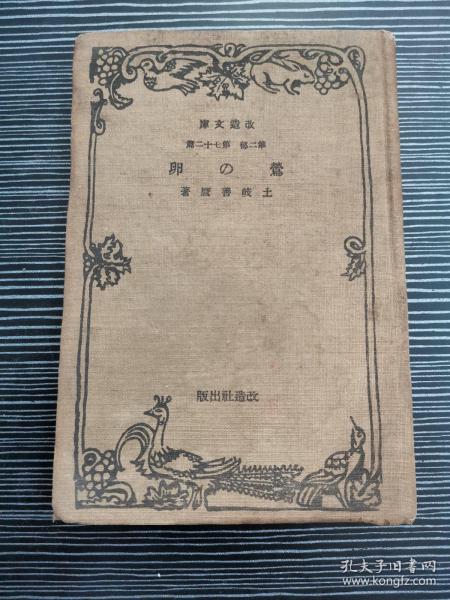 庫文造改
篇二十七第 部二第
卵の鶯
著麿善岐土
版出社造改
孔夫子旧书网
www.kongfz.com